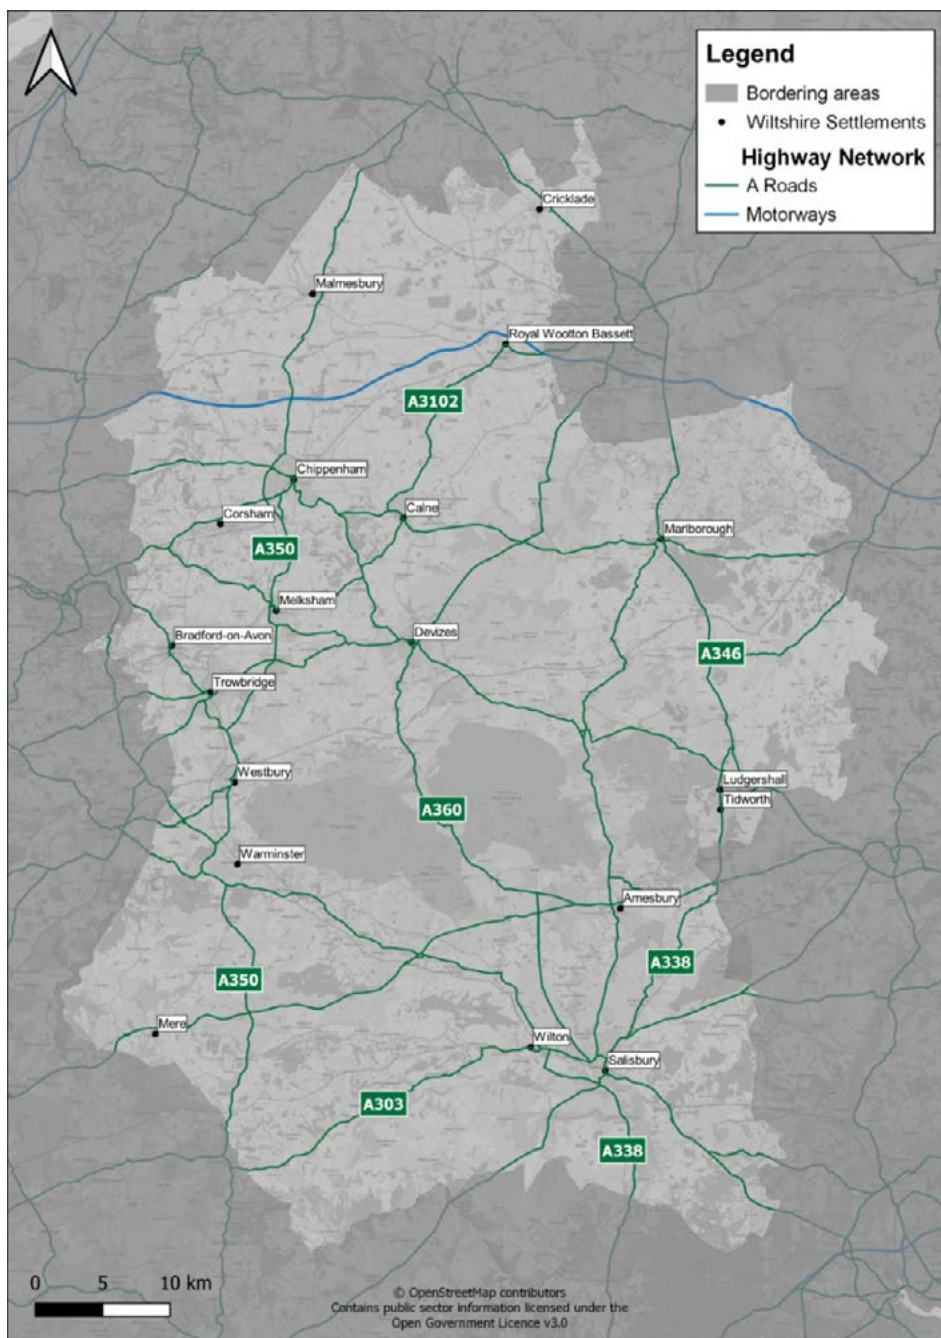 Legend
Bordering areas
Wiltshire Settlements
Highway Network
A Roads
Motorways
Cricklade
Malmesbury
Royal Wootton Bassett
A3102
Chippenham
Corsham
Calne
Marlborough
A350
Melksham
Bradford-on-Avon
Devizes
A346
Trowbridge
Westbury
Ludgershall
Tidworth
A360
Warminster
Amesbury
A338
A350
Mere
Wilton
Salisbury
A303
A338
0 5 10 km
© OpenStreetMap contributors
Contains public sector information licensed under the
Open Government Licence v3.0